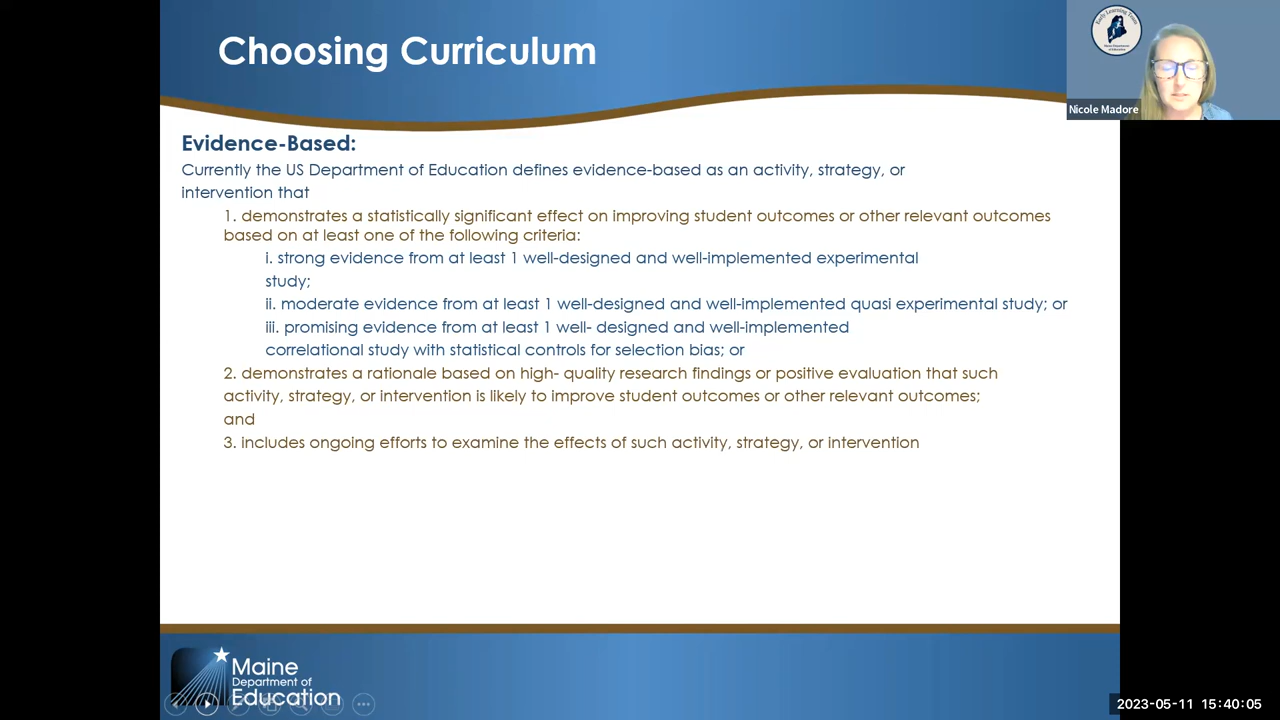 Choosing Curriculum
Early Learning Team
Maine Department
of Education
Nicole Madore
Evidence-Based:
Currently the US Department of Education defines evidence-based as an activity, strategy, or
intervention that
1. demonstrates a statistically significant effect on improving student outcomes or other relevant outcomes
based on at least one of the following criteria:
i. strong evidence from at least 1 well-designed and well-implemented experimental
study;
ii. moderate evidence from at least 1 well-designed and well-implemented quasi experimental study; or
iii. promising evidence from at least 1 well- designed and well-implemented
correlational study with statistical controls for selection bias; or
2. demonstrates a rationale based on high- quality research findings or positive evaluation that such
activity, strategy, or intervention is likely to improve student outcomes or other relevant outcomes;
and
3. includes ongoing efforts to examine the effects of such activity, strategy, or intervention
Maine
Department of
Education
2023-05-11 15:40:05